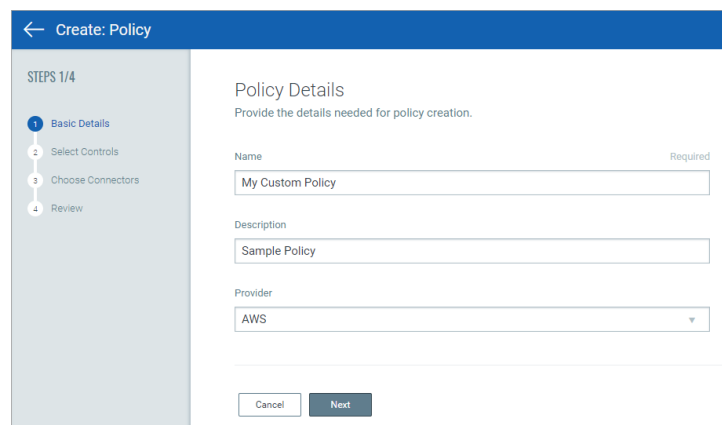 Create: Policy
STEPS 1/4
1 Basic Details
2 Select Controls
3 Choose Connectors
4 Review
Policy Details
Provide the details needed for policy creation.
Name Required
My Custom Policy
Description
Sample Policy
Provider
AWS
Cancel Next